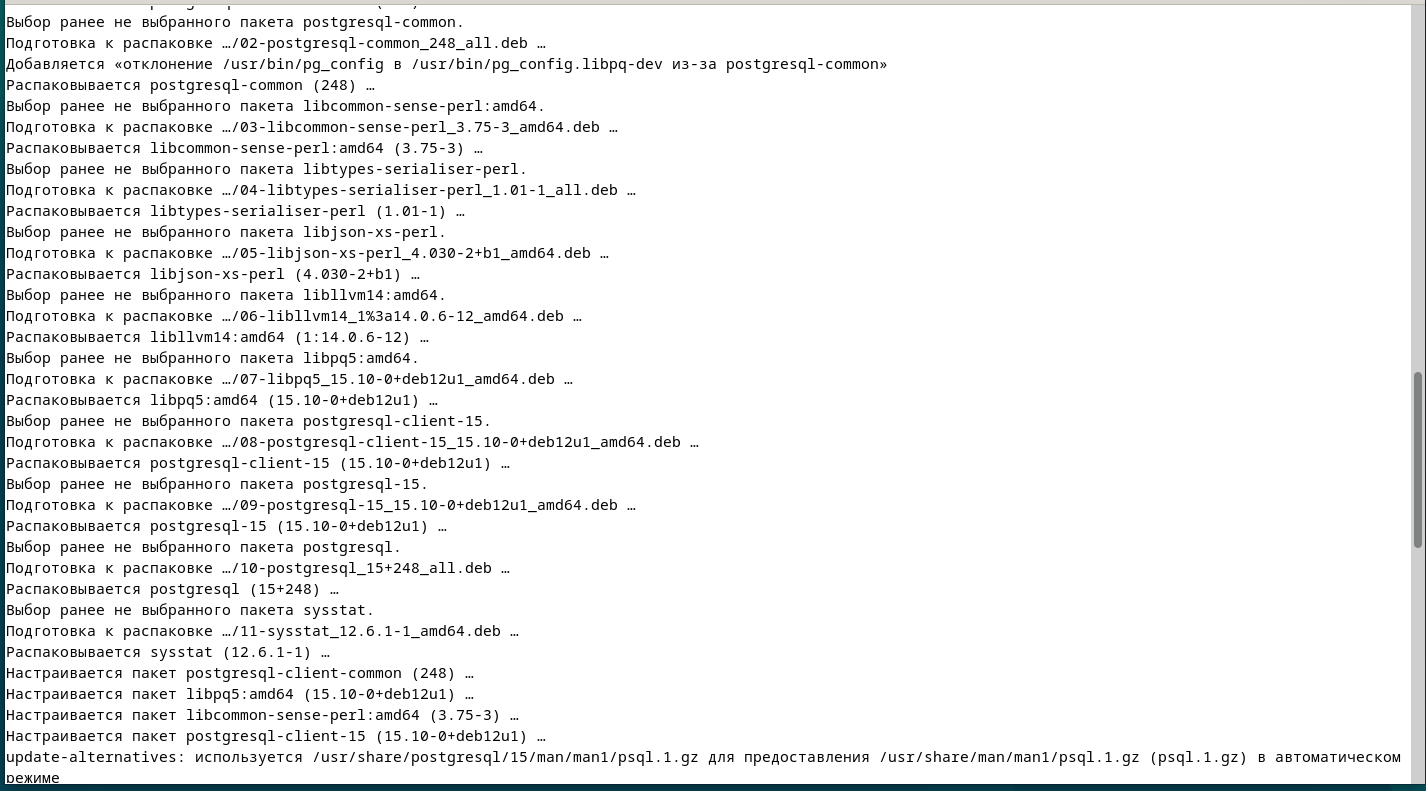 Выбор ранее не выбранного пакета postgresql-common.
Подготовка к распаковке …/02-postgresql-common_248_all.deb …
Добавляется «отклонение /usr/bin/pg_config в /usr/bin/pg_config.libpq-dev из-за postgresql-common»
Распаковывается postgresql-common (248) …
Выбор ранее не выбранного пакета libcommon-sense-perl:amd64.
Подготовка к распаковке …/03-libcommon-sense-perl_3.75-3_amd64.deb …
Распаковывается libcommon-sense-perl:amd64 (3.75-3) …
Выбор ранее не выбранного пакета libtypes-serialiser-perl.
Подготовка к распаковке …/04-libtypes-serialiser-perl_1.01-1_all.deb …
Распаковывается libtypes-serialiser-perl (1.01-1) …
Выбор ранее не выбранного пакета libjson-xs-perl.
Подготовка к распаковке …/05-libjson-xs-perl_4.030-2+b1_amd64.deb …
Распаковывается libjson-xs-perl (4.030-2+b1) …
Выбор ранее не выбранного пакета libllvm14:amd64.
Подготовка к распаковке …/06-libllvm14_1%3a14.0.6-12_amd64.deb …
Распаковывается libllvm14:amd64 (1:14.0.6-12) …
Выбор ранее не выбранного пакета libpq5:amd64.
Подготовка к распаковке …/07-libpq5_15.10-0+deb12u1_amd64.deb …
Распаковывается libpq5:amd64 (15.10-0+deb12u1) …
Выбор ранее не выбранного пакета postgresql-client-15.
Подготовка к распаковке …/08-postgresql-client-15_15.10-0+deb12u1_amd64.deb …
Распаковывается postgresql-client-15 (15.10-0+deb12u1) …
Выбор ранее не выбранного пакета postgresql-15.
Подготовка к распаковке …/09-postgresql-15_15.10-0+deb12u1_amd64.deb …
Распаковывается postgresql-15 (15.10-0+deb12u1) …
Выбор ранее не выбранного пакета postgresql.
Подготовка к распаковке …/10-postgresql_15+248_all.deb …
Распаковывается postgresql (15+248) …
Выбор ранее не выбранного пакета sysstat.
Подготовка к распаковке …/11-sysstat_12.6.1-1_amd64.deb …
Распаковывается sysstat (12.6.1-1) …
Настраивается пакет postgresql-client-common (248) …
Настраивается пакет libpq5:amd64 (15.10-0+deb12u1) …
Настраивается пакет libcommon-sense-perl:amd64 (3.75-3) …
Настраивается пакет postgresql-client-15 (15.10-0+deb12u1) …
update-alternatives: используется /usr/share/postgresql/15/man/man1/psql.1.gz для предоставления /usr/share/man/man1/psql.1.gz (psql.1.gz) в автоматическом
режиме